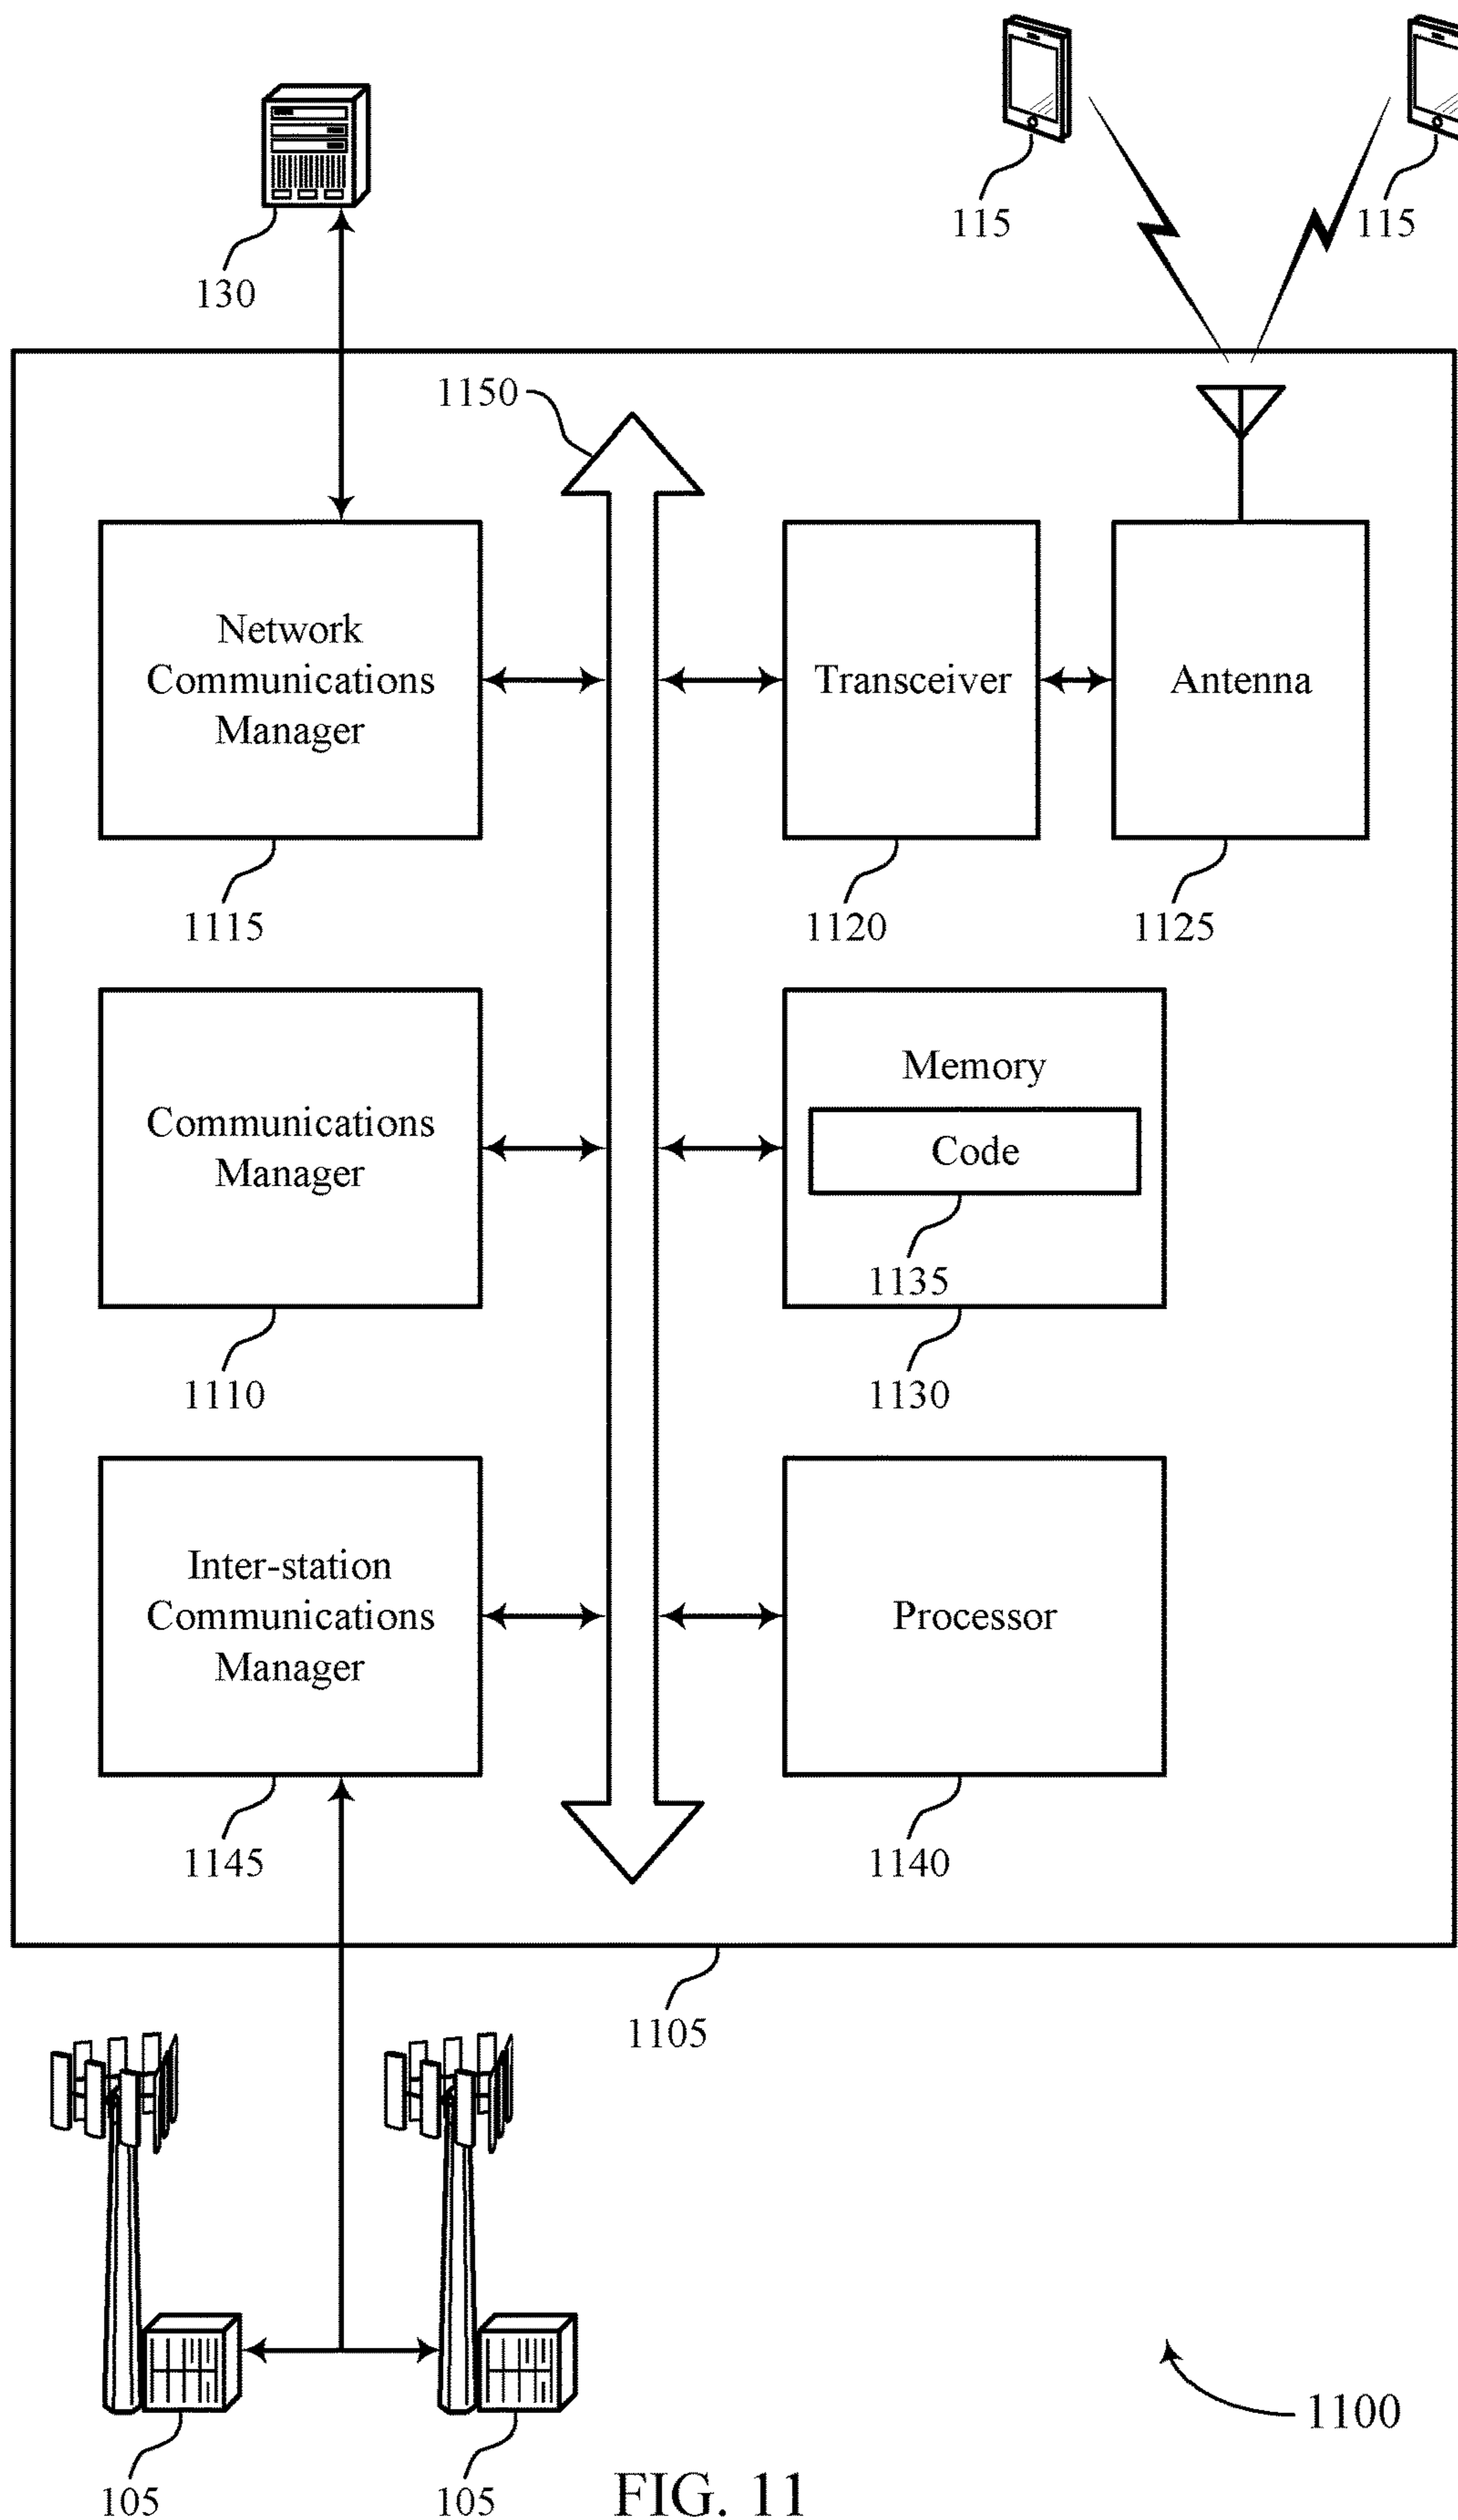 115
115
130
1150
Network
Communications
Manager
Transceiver
Antenna
1115
1120
1125
Communications
Manager
Memory
Code
1135
1110
1130
Inter-station
Communications
Manager
Processor
1145
1140
1105
1100
105
105
FIG. 11